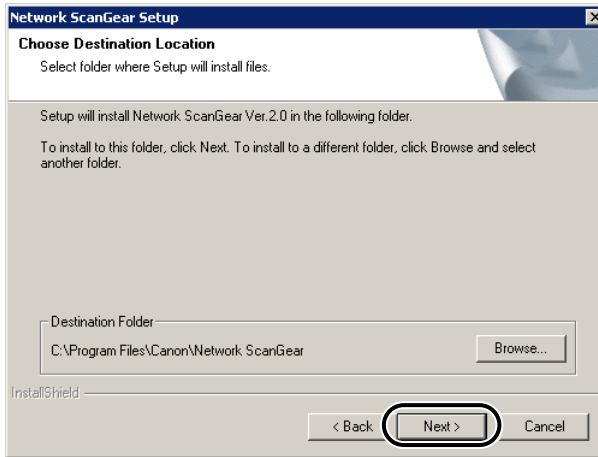 Network ScanGear Setup
Choose Destination Location
Select folder where Setup will install files.
Setup will install Network ScanGear Ver.2.0 in the following folder.
To install to this folder, click Next. To install to a different folder, click Browse and select
another folder.
Destination Folder
C:\Program Files\Canon\Network ScanGear
Browse...
InstallShield
< Back
Next >
Cancel